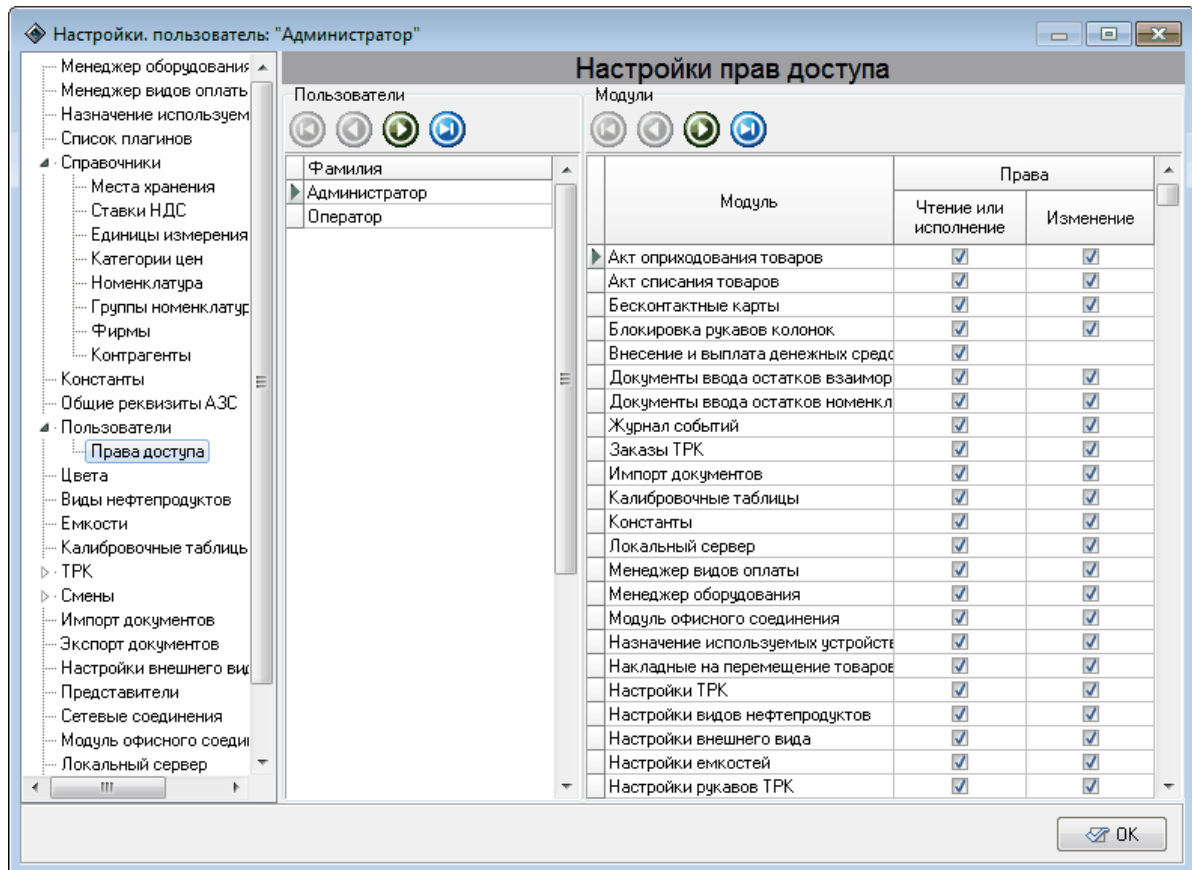 Настройки. пользователь: "Администратор"
Менеджер оборудования
Менеджер видов оплать
Назначение используем
Список плагинов
Справочники
Места хранения
Ставки НДС
Единицы измерения
Категории цен
Номенклатура
Группы номенклатур
Фирмы
Контрагенты
Константы
Общие реквизиты АЗС
Пользователи
Права доступа
Цвета
Виды нефтепродуктов
Емкости
Калибровочные таблиць
ТРК
Смены
Импорт документов
Экспорт документов
Настройки внешнего вид
Представители
Сетевые соединения
Модуль офисного соеди
Локальный сервер
Настройки прав доступа
Пользователи
Фамилия
Администратор
Оператор
Модули
Модуль
Права
Чтение или
исполнение
Изменение
Акт оприходования товаров
Акт списания товаров
Бесконтактные карты
Блокировка рукавов колонок
Внесение и выплата денежных средс
Документы ввода остатков взаимор
Документы ввода остатков номенкл
Журнал событий
Заказы ТРК
Импорт документов
Калибровочные таблицы
Константы
Локальный сервер
Менеджер видов оплаты
Менеджер оборудования
Модуль офисного соединения
Назначение используемых устройств
Накладные на перемещение товаров
Настройки ТРК
Настройки видов нефтепродуктов
Настройки внешнего вида
Настройки емкостей
Настройки рукавов ТРК
OK